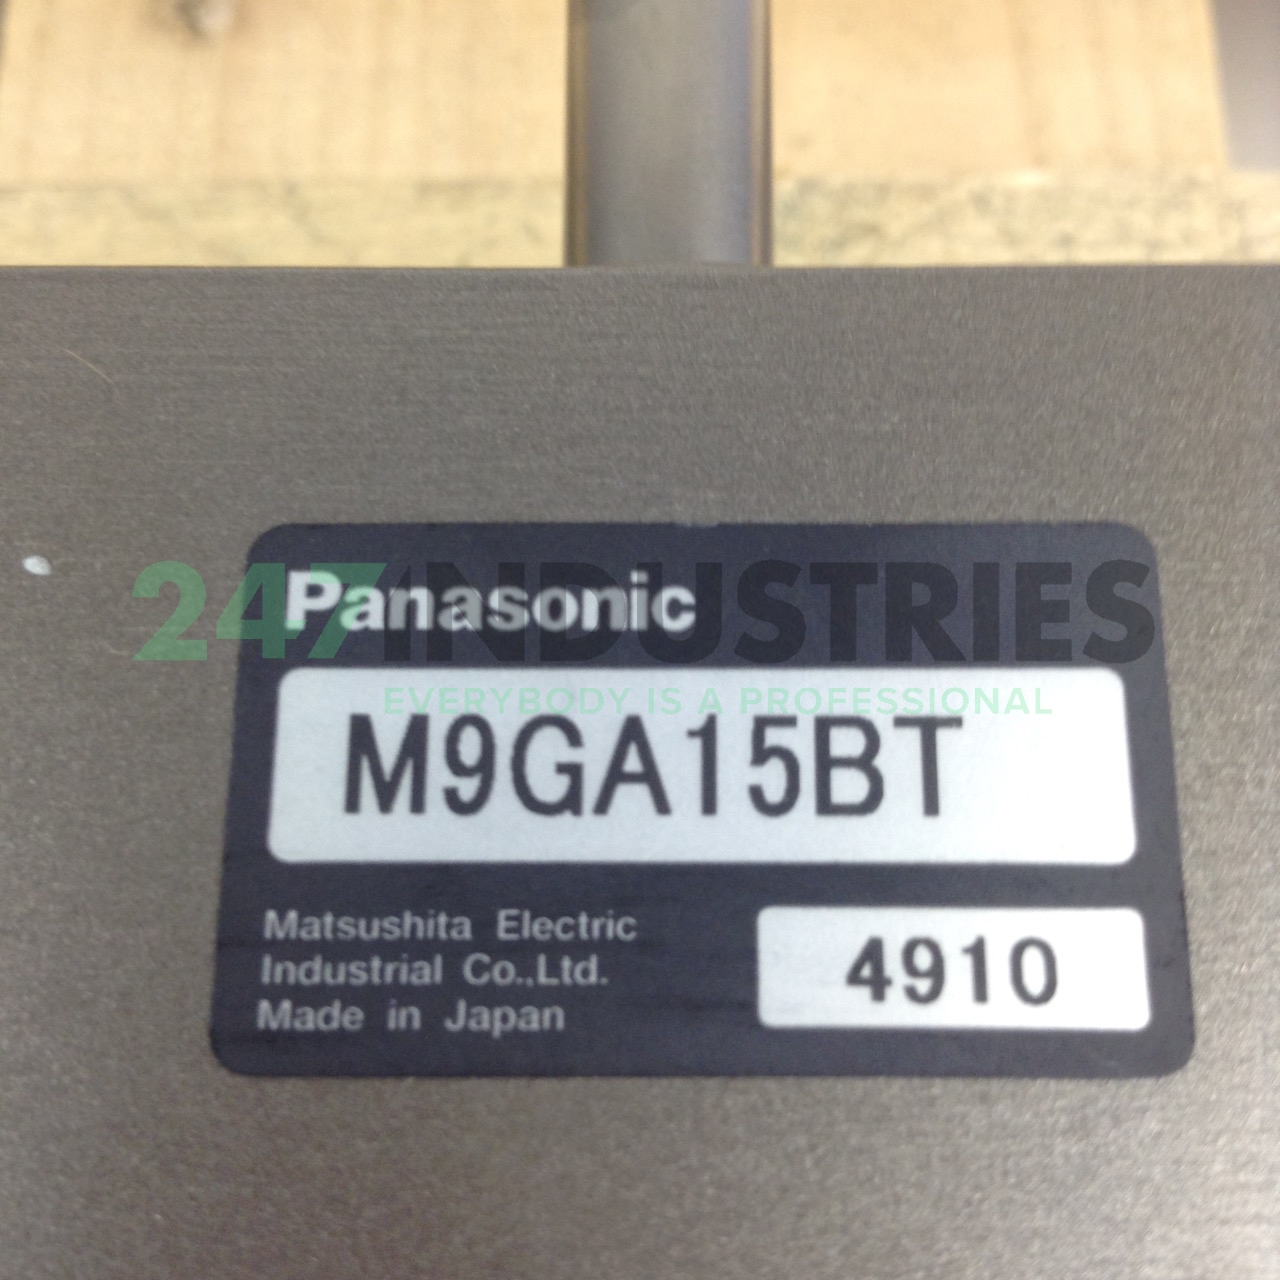 247INDUSTRIES
Panasonic
EVERYBODY IS A PROFESSIONAL
M9GA15BT
Matsushita Electric
Industrial Co.,Ltd.
Made in Japan
4910